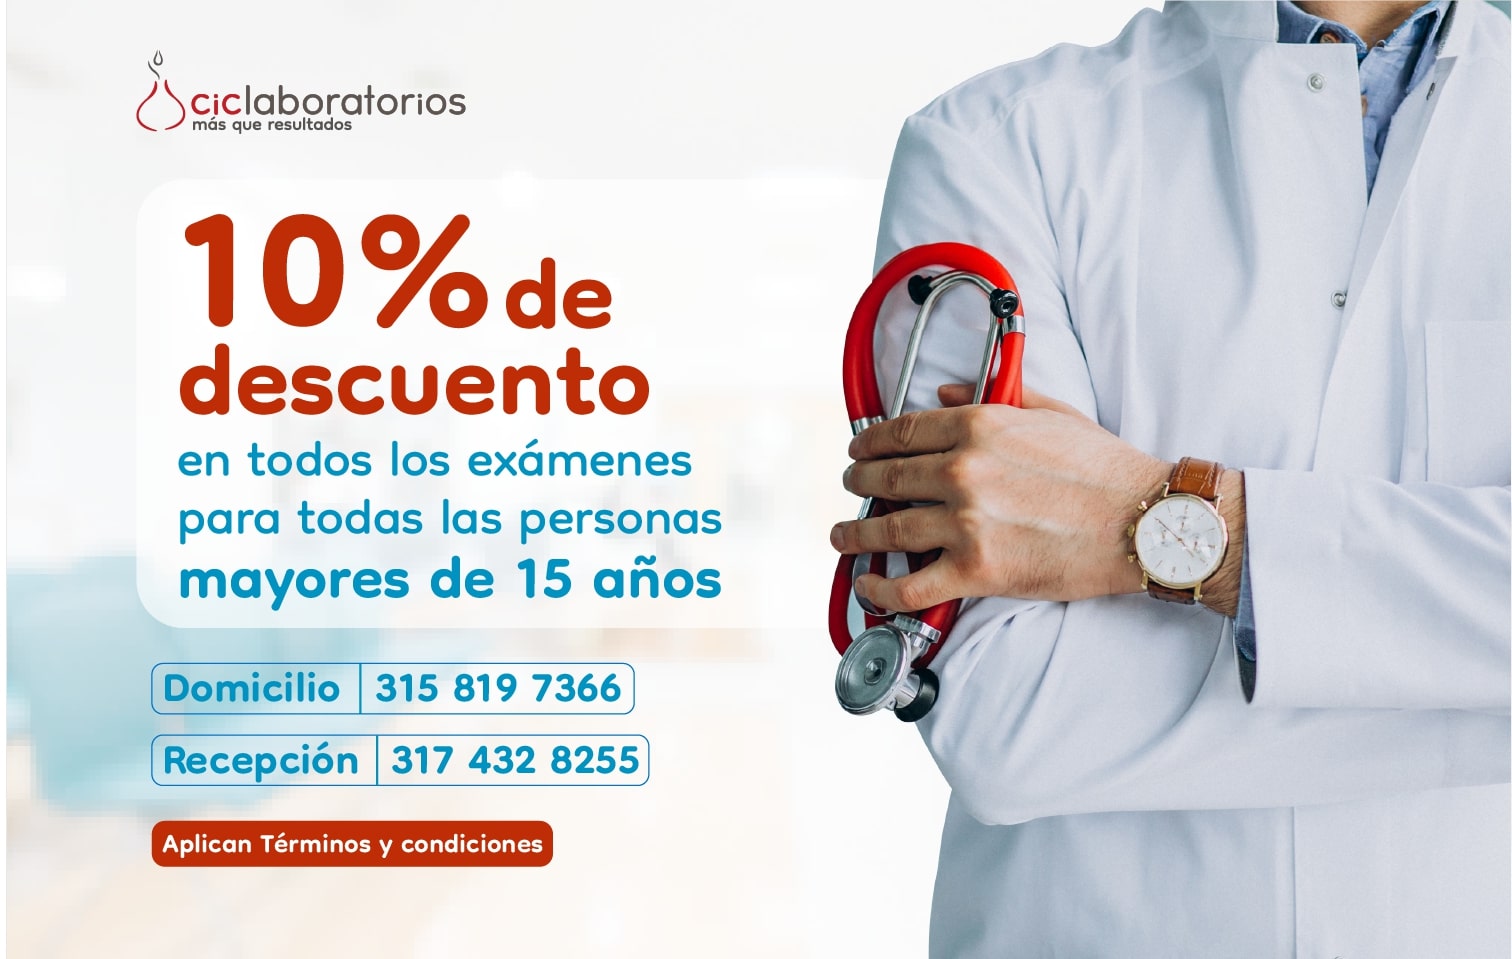 ciclaboratorios
más que resultados
10% de
descuento
en todos los exámenes
para todas las personas
mayores de 15 años
Domicilio 315 819 7366
Recepción 317 432 8255
Aplican Términos y condiciones